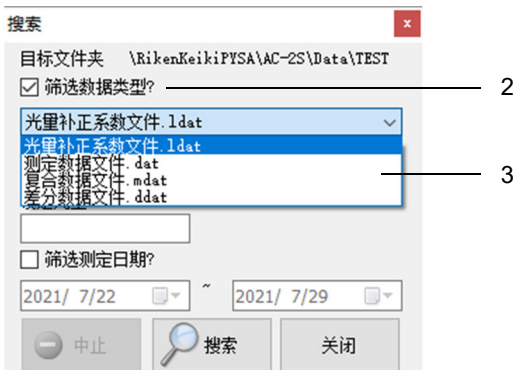 搜索
x
目标文件夹 \RikenKeikiPYSA\AC-2S\Data\TEST
筛选数据类型?
2
光里补正系数文件.ldat
光里补正系数文件.ldat
测定数据文件.dat
3
复合数据文件.mdat
差分数据文件.ddat
筛选测定日期?
2021/ 7/22 ~ 2021/ 7/29
中止 搜索 关闭